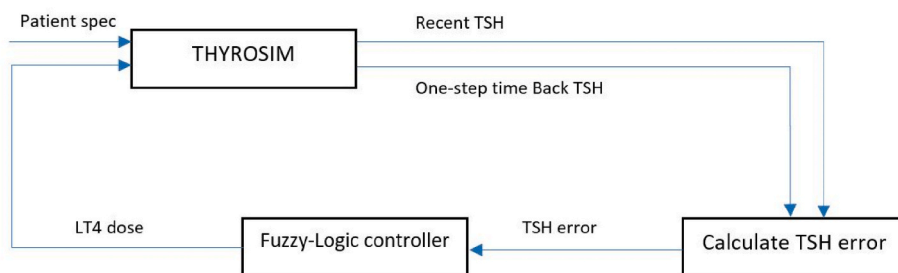 Patient spec
Recent TSH
THYROSIM
One-step time Back TSH
LT4 dose
Fuzzy-Logic controller
TSH error
Calculate TSH error